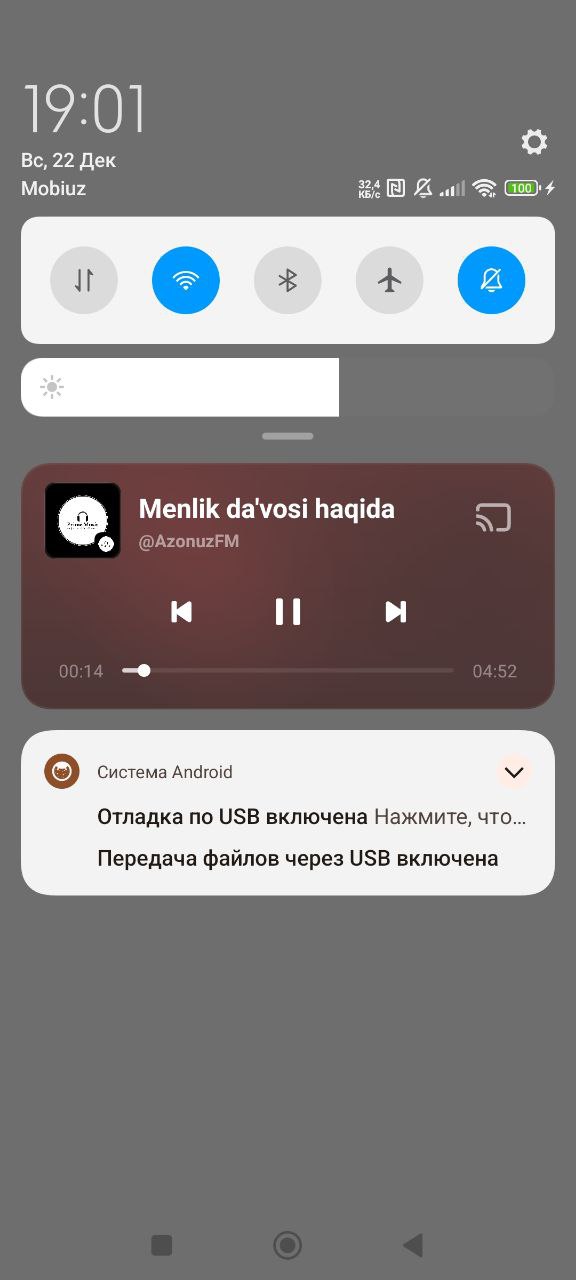 19:01
Вс, 22 Дек
Mobiuz
32,4
КБ/с
100
Menlik da'vosi haqida
@AzonuzFM
00:14
04:52
Система Android
Отладка по USB включена Нажмите, что...
Передача файлов через USB включена